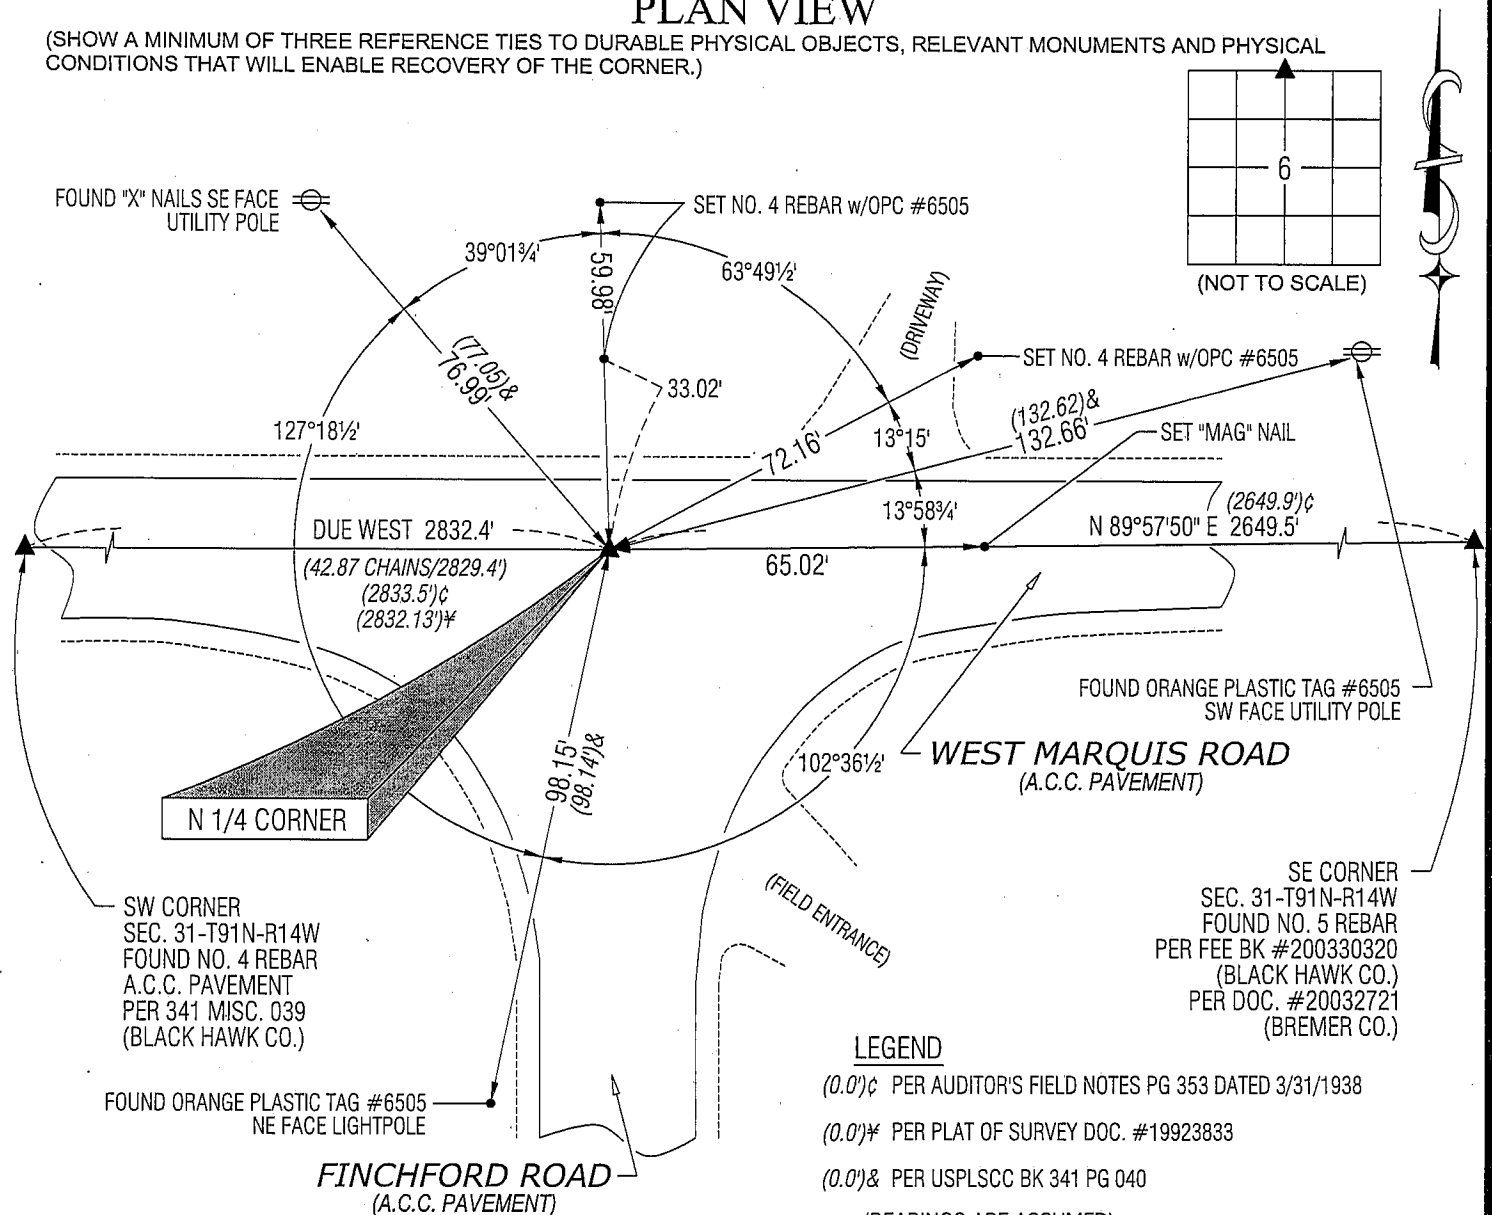 PLAN VIEW
(SHOW A MINIMUM OF THREE REFERENCE TIES TO DURABLE PHYSICAL OBJECTS, RELEVANT MONUMENTS AND PHYSICAL
CONDITIONS THAT WILL ENABLE RECOVERY OF THE CORNER.)
6
(NOT TO SCALE)
FOUND "X" NAILS SE FACE
UTILITY POLE
SET NO. 4 REBAR w/OPC #6505
39°01¾'
59.98'
63°49½'
(DRIVEWAY)
(77.05)&
76.99'
33.02'
SET NO. 4 REBAR w/OPC #6505
127°18½'
72.16'
13°15'
(132.62)&
132.66'
SET "MAG" NAIL
13°58¾'
(2649.9')¢
DUE WEST 2832.4'
N 89°57'50" E 2649.5'
65.02'
(42.87 CHAINS/2829.4')
(2833.5')¢
(2832.13')¥
FOUND ORANGE PLASTIC TAG #6505
SW FACE UTILITY POLE
98.15'
(98.14)&
102°36½'
WEST MARQUIS ROAD
(A.C.C. PAVEMENT)
N 1/4 CORNER
(FIELD ENTRANCE)
SW CORNER
SEC. 31-T91N-R14W
FOUND NO. 4 REBAR
A.C.C. PAVEMENT
PER 341 MISC. 039
(BLACK HAWK CO.)
SE CORNER
SEC. 31-T91N-R14W
FOUND NO. 5 REBAR
PER FEE BK #200330320
(BLACK HAWK CO.)
PER DOC. #20032721
(BREMER CO.)
FOUND ORANGE PLASTIC TAG #6505
NE FACE LIGHTPOLE
FINCHFORD ROAD
(A.C.C. PAVEMENT)
LEGEND
(0.0')¢ PER AUDITOR'S FIELD NOTES PG 353 DATED 3/31/1938
(0.0')¥ PER PLAT OF SURVEY DOC. #19923833
(0.0')& PER USPLSCC BK 341 PG 040
(BEARINGS ARE ASSUMED)